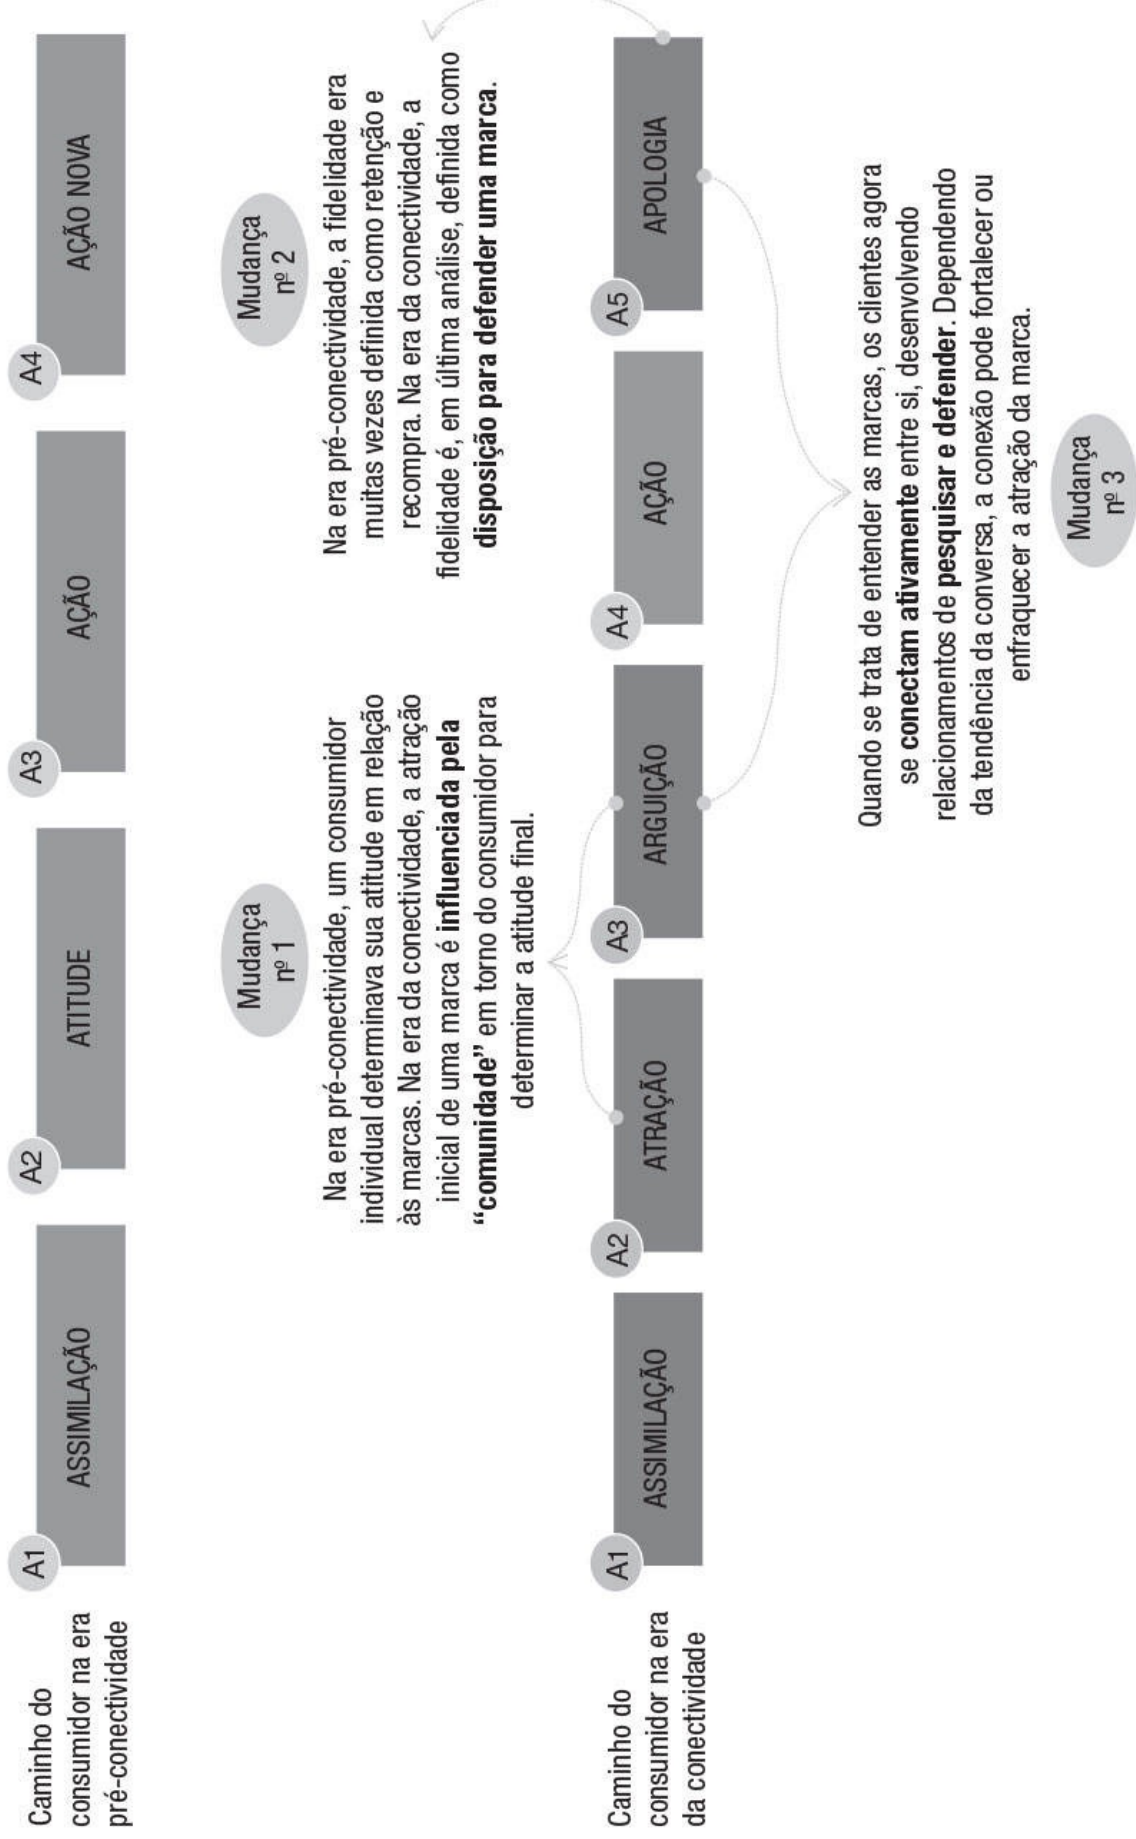 Caminho do
consumidor na era
pré-conectividade
A1
ASSIMILAÇÃO
A2
ATITUDE
A3
AÇÃO
A4
AÇÃO NOVA
Mudança
nº 1
Na era pré-conectividade, um consumidor
individual determinava sua atitude em relação
às marcas. Na era da conectividade, a atração
inicial de uma marca é influenciada pela
“comunidade” em torno do consumidor para
determinar a atitude final.
Mudança
nº 2
Na era pré-conectividade, a fidelidade era
muitas vezes definida como retenção e
recompra. Na era da conectividade, a
fidelidade é, em última análise, definida como
disposição para defender uma marca.
Caminho do
consumidor na era
da conectividade
A1
ASSIMILAÇÃO
A2
ATRAÇÃO
A3
ARGUIÇÃO
A4
AÇÃO
A5
APOLOGIA
Quando se trata de entender as marcas, os clientes agora
se conectam ativamente entre si, desenvolvendo
relacionamentos de pesquisar e defender. Dependendo
da tendência da conversa, a conexão pode fortalecer ou
enfraquecer a atração da marca.
Mudança
nº 3